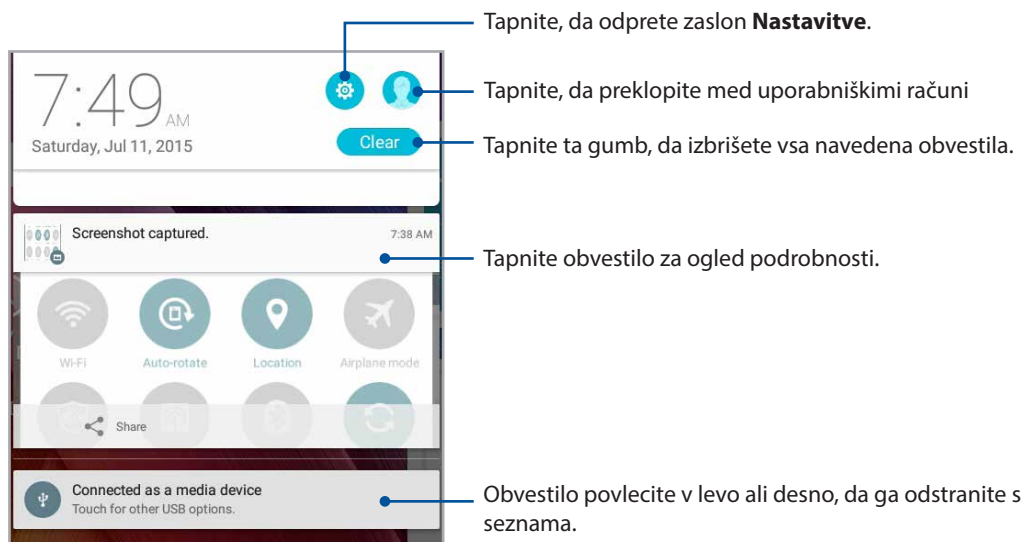 Tapnite, da odprete zaslon Nastavitve.
7:49 AM
Saturday, Jul 11, 2015
Tapnite, da preklopite med uporabniškimi računi
Clear
Tapnite ta gumb, da izbrišete vsa navedena obvestila.
Screenshot captured.
7:38 AM
Tapnite obvestilo za ogled podrobnosti.
Wi-Fi
Auto-rotate
Location
Airplane mode
Share
Connected as a media device
Touch for other USB options.
Obvestilo povlecite v levo ali desno, da ga odstranite s
seznama.